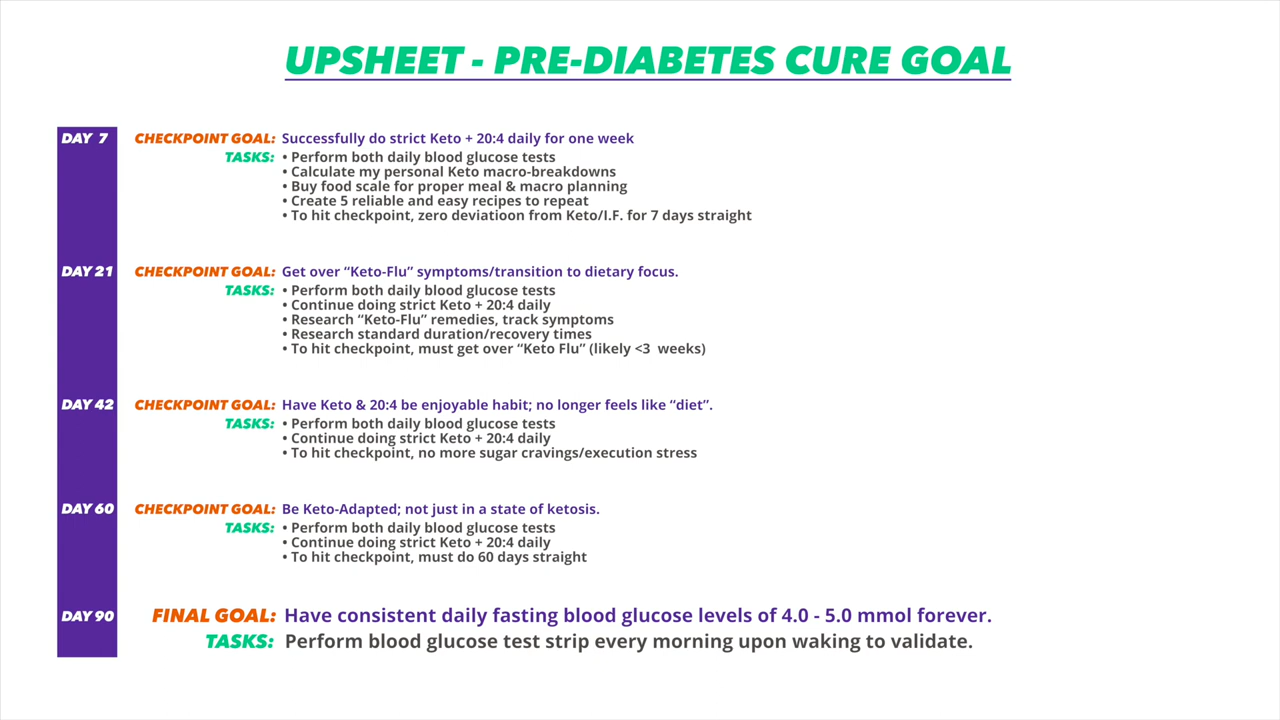 UPSHEET - PRE-DIABETES CURE GOAL
DAY 7 CHECKPOINT GOAL: Successfully do strict Keto + 20:4 daily for one week
TASKS: • Perform both daily blood glucose tests
• Calculate my personal Keto macro-breakdowns
• Buy food scale for proper meal & macro planning
• Create 5 reliable and easy recipes to repeat
• To hit checkpoint, zero deviatioon from Keto/I.F. for 7 days straight
DAY 21 CHECKPOINT GOAL: Get over “Keto-Flu” symptoms/transition to dietary focus.
TASKS: • Perform both daily blood glucose tests
• Continue doing strict Keto + 20:4 daily
• Research “Keto-Flu” remedies, track symptoms
• Research standard duration/recovery times
• To hit checkpoint, must get over “Keto Flu” (likely <3 weeks)
DAY 42 CHECKPOINT GOAL: Have Keto & 20:4 be enjoyable habit; no longer feels like “diet”.
TASKS: • Perform both daily blood glucose tests
• Continue doing strict Keto + 20:4 daily
• To hit checkpoint, no more sugar cravings/execution stress
DAY 60 CHECKPOINT GOAL: Be Keto-Adapted; not just in a state of ketosis.
TASKS: • Perform both daily blood glucose tests
• Continue doing strict Keto + 20:4 daily
• To hit checkpoint, must do 60 days straight
DAY 90 FINAL GOAL: Have consistent daily fasting blood glucose levels of 4.0 - 5.0 mmol forever.
TASKS: Perform blood glucose test strip every morning upon waking to validate.